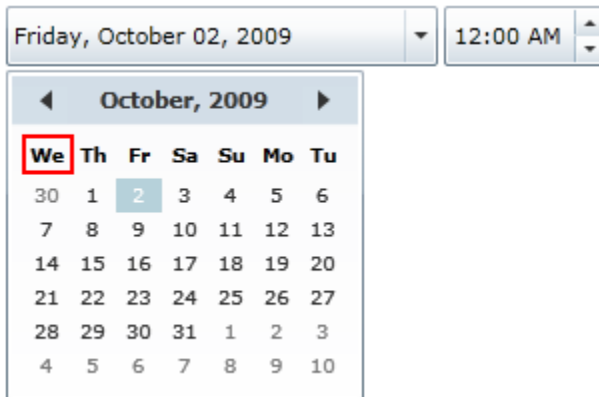 Friday, October 02, 2009 12:00 AM
October, 2009
We Th Fr Sa Su Mo Tu
30 1 2 3 4 5 6
7 8 9 10 11 12 13
14 15 16 17 18 19 20
21 22 23 24 25 26 27
28 29 30 31 1 2 3
4 5 6 7 8 9 10